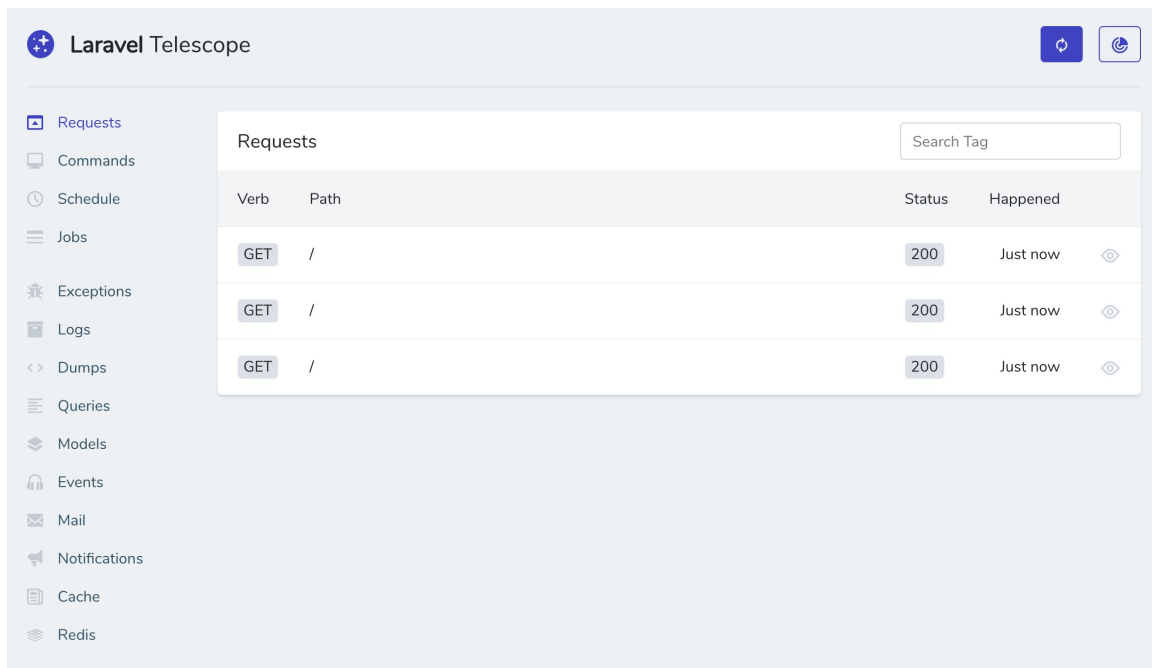 Laravel Telescope
Requests
Commands
Schedule
Jobs
Exceptions
Logs
Dumps
Queries
Models
Events
Mail
Notifications
Cache
Redis
Requests
Search Tag
Verb Path Status Happened
GET / 200 Just now
GET / 200 Just now
GET / 200 Just now